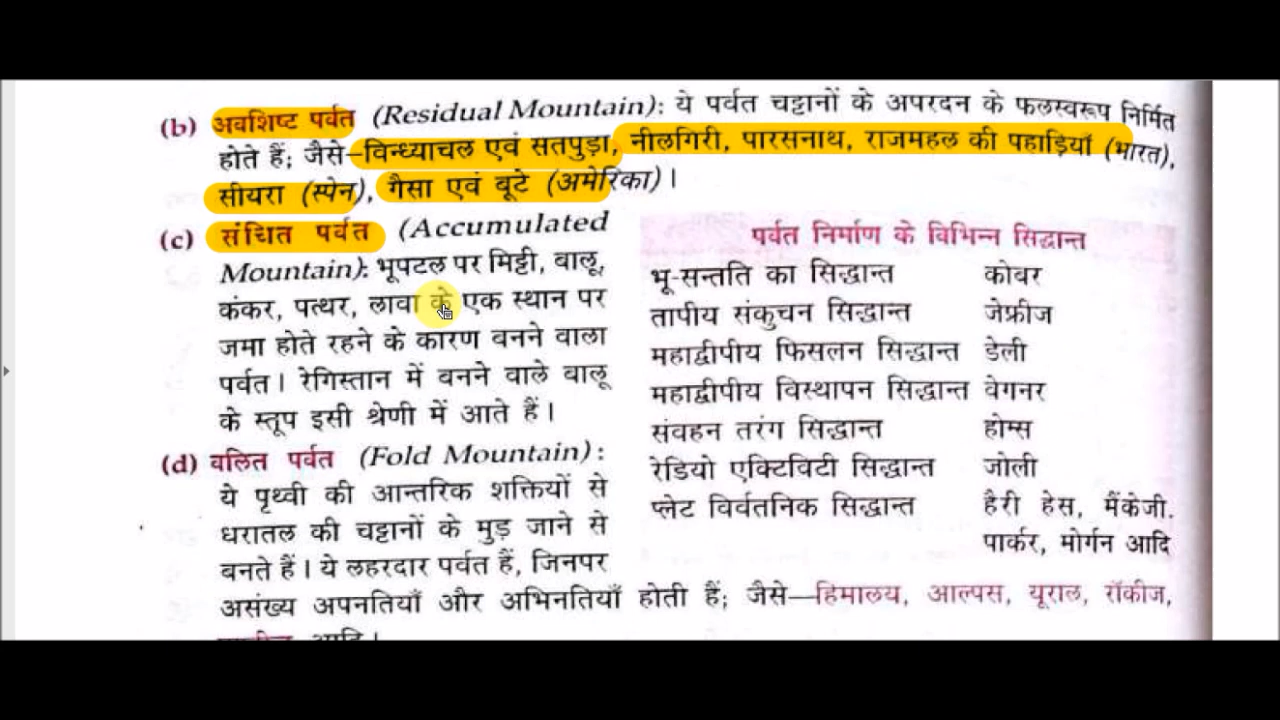 (b) अवशिष्ट पर्वत (Residual Mountain): ये पर्वत चट्टानों के अपरदन के फलस्वरूप निर्मित
होते हैं; जैसे—विन्ध्याचल एवं सतपुड़ा, नीलगिरी, पारसनाथ, राजमहल की पहाड़ियाँ (भारत),
सीयरा (स्पेन), गैसा एवं बूटे (अमेरिका)।
(c) संचित पर्वत (Accumulated
Mountain): भूपटल पर मिट्टी, बालू,
कंकर, पत्थर, लावा के एक स्थान पर
जमा होते रहने के कारण बनने वाला
पर्वत। रेगिस्तान में बनने वाले बालू
के स्तूप इसी श्रेणी में आते हैं।
(d) वलित पर्वत (Fold Mountain):
ये पृथ्वी की आन्तरिक शक्तियों से
धरातल की चट्टानों के मुड़ जाने से
बनते हैं। ये लहरदार पर्वत हैं, जिनपर
पर्वत निर्माण के विभिन्न सिद्धान्त
भू-सन्तति का सिद्धान्त कोबर
तापीय संकुचन सिद्धान्त जेफ्रीज
महाद्वीपीय फिसलन सिद्धान्त डेली
महाद्वीपीय विस्थापन सिद्धान्त वेगनर
संवहन तरंग सिद्धान्त होम्स
रेडियो एक्टिविटी सिद्धान्त जोली
प्लेट विर्वतनिक सिद्धान्त हैरी हेस, मैंकेजी.
पार्कर, मोर्गन आदि
असंख्य अपनतियाँ और अभिनतियाँ होती हैं; जैसे—हिमालय, आल्पस, यूराल, रॉकीज,
आदि।